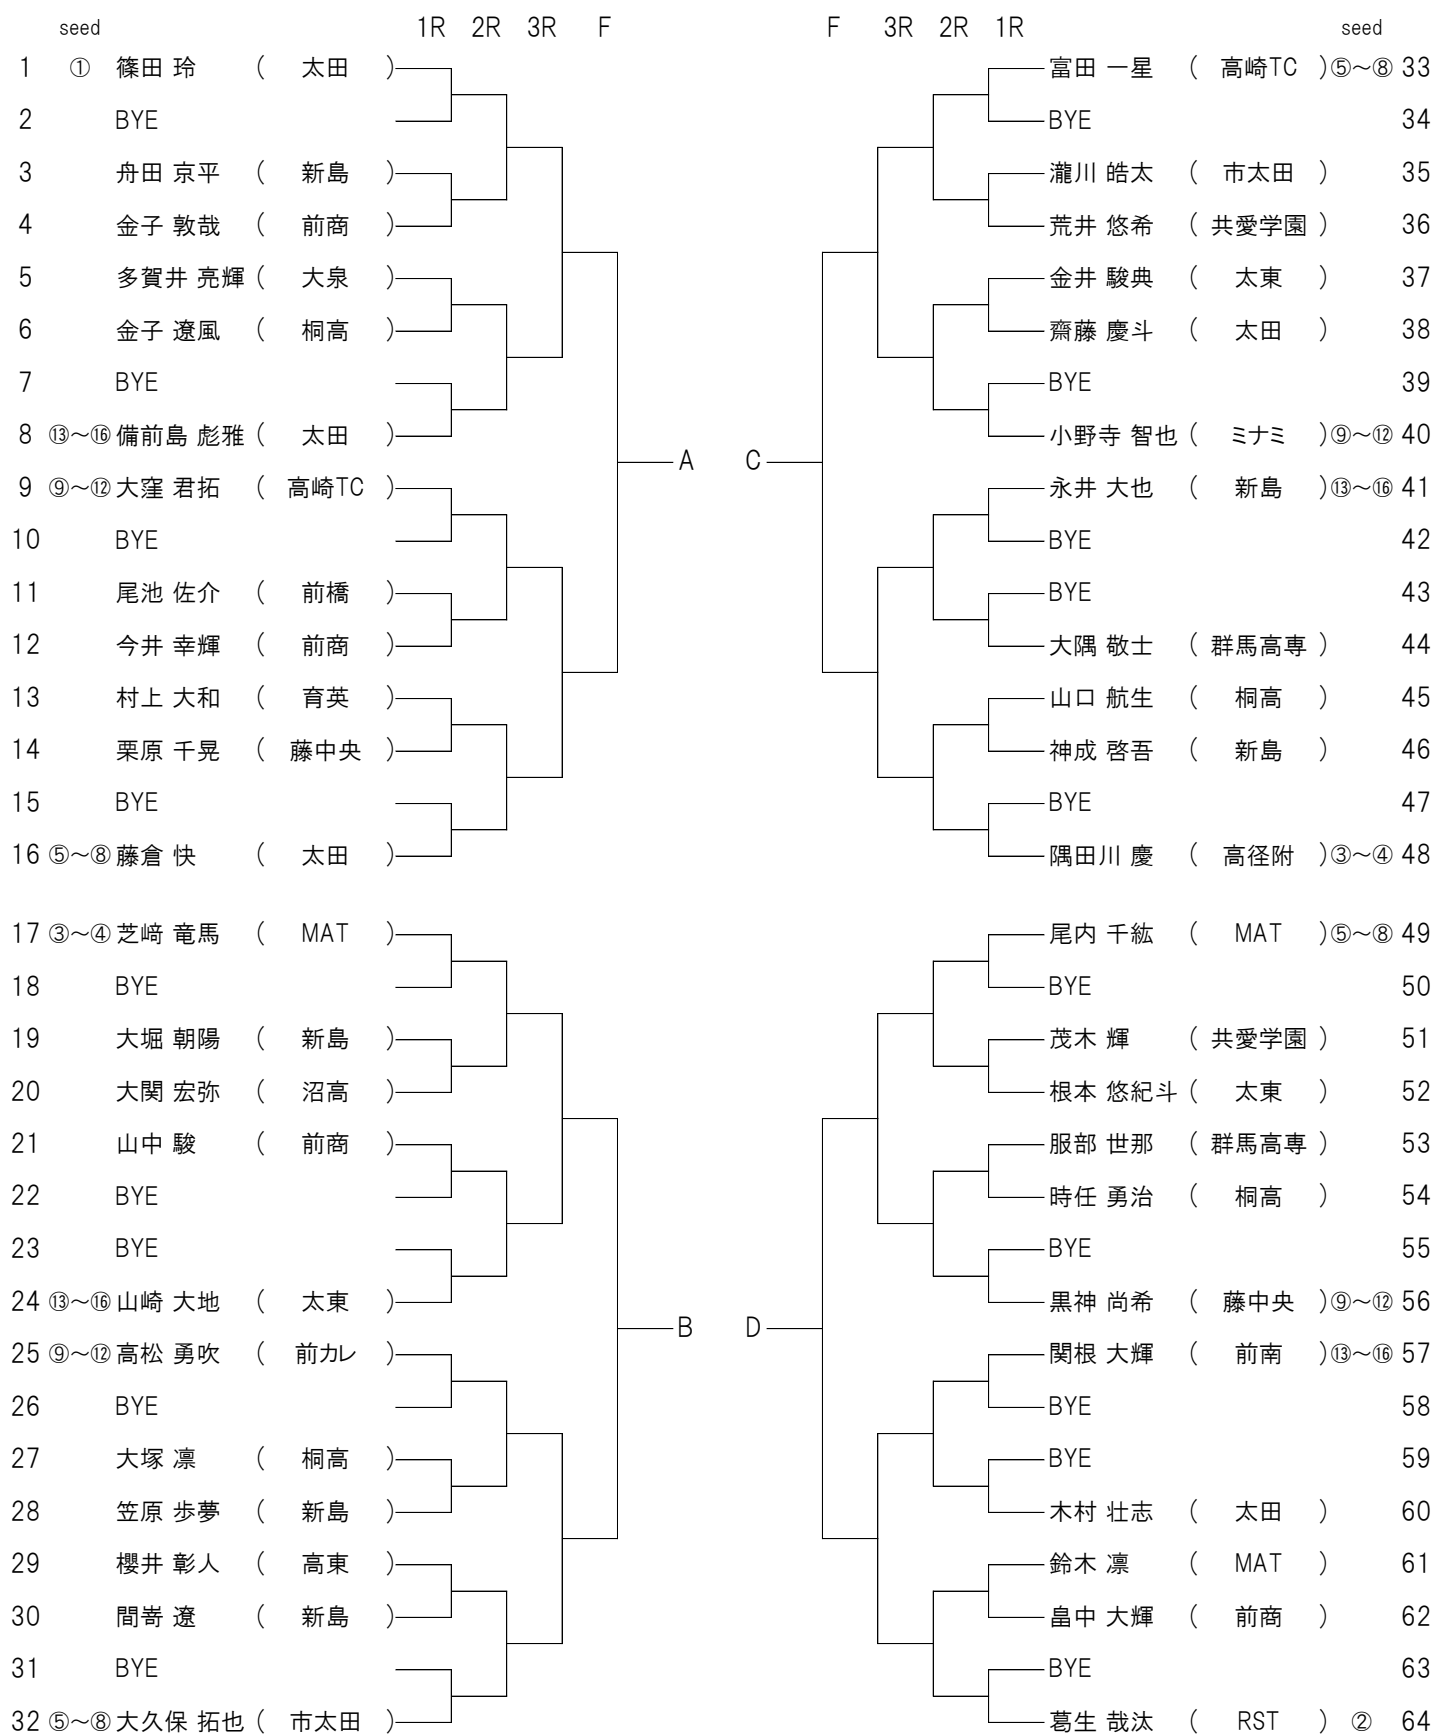 seed 1R 2R 3R F
1 ① 篠田 玲 ( 太田 )
2 BYE
3 舟田 京平 ( 新島 )
4 金子 敦哉 ( 前商 )
5 多賀井 亮輝 ( 大泉 )
6 金子 遼風 ( 桐高 )
7 BYE
8 ⑬～⑯ 備前島 彪雅 ( 太田 )
9 ⑨～⑫ 大窪 君拓 ( 高崎TC )
10 BYE
11 尾池 佐介 ( 前橋 )
12 今井 幸輝 ( 前商 )
13 村上 大和 ( 育英 )
14 栗原 千晃 ( 藤中央 )
15 BYE
16 ⑤～⑧ 藤倉 快 ( 太田 )
A
17 ③～④ 芝﨑 竜馬 ( MAT )
18 BYE
19 大堀 朝陽 ( 新島 )
20 大関 宏弥 ( 沼高 )
21 山中 駿 ( 前商 )
22 BYE
23 BYE
24 ⑬～⑯ 山崎 大地 ( 太東 )
25 ⑨～⑫ 高松 勇吹 ( 前カレ )
26 BYE
27 大塚 凛 ( 桐高 )
28 笠原 歩夢 ( 新島 )
29 櫻井 彰人 ( 高東 )
30 間嵜 遼 ( 新島 )
31 BYE
32 ⑤～⑧ 大久保 拓也 ( 市太田 )
B
F 3R 2R 1R seed
富田 一星 ( 高崎TC ) ⑤～⑧ 33
BYE 34
瀧川 皓太 ( 市太田 ) 35
荒井 悠希 ( 共愛学園 ) 36
金井 駿典 ( 太東 ) 37
齋藤 慶斗 ( 太田 ) 38
BYE 39
小野寺 智也 ( ミナミ ) ⑨～⑫ 40
永井 大也 ( 新島 ) ⑬～⑯ 41
BYE 42
BYE 43
大隅 敬士 ( 群馬高専 ) 44
山口 航生 ( 桐高 ) 45
神成 啓吾 ( 新島 ) 46
BYE 47
隅田川 慶 ( 高径附 ) ③～④ 48
C
尾内 千紘 ( MAT ) ⑤～⑧ 49
BYE 50
茂木 輝 ( 共愛学園 ) 51
根本 悠紀斗 ( 太東 ) 52
服部 世那 ( 群馬高専 ) 53
時任 勇治 ( 桐高 ) 54
BYE 55
黒神 尚希 ( 藤中央 ) ⑨～⑫ 56
関根 大輝 ( 前南 ) ⑬～⑯ 57
BYE 58
BYE 59
木村 壮志 ( 太田 ) 60
鈴木 凛 ( MAT ) 61
畠中 大輝 ( 前商 ) 62
BYE 63
葛生 哉汰 ( RST ) ② 64
D